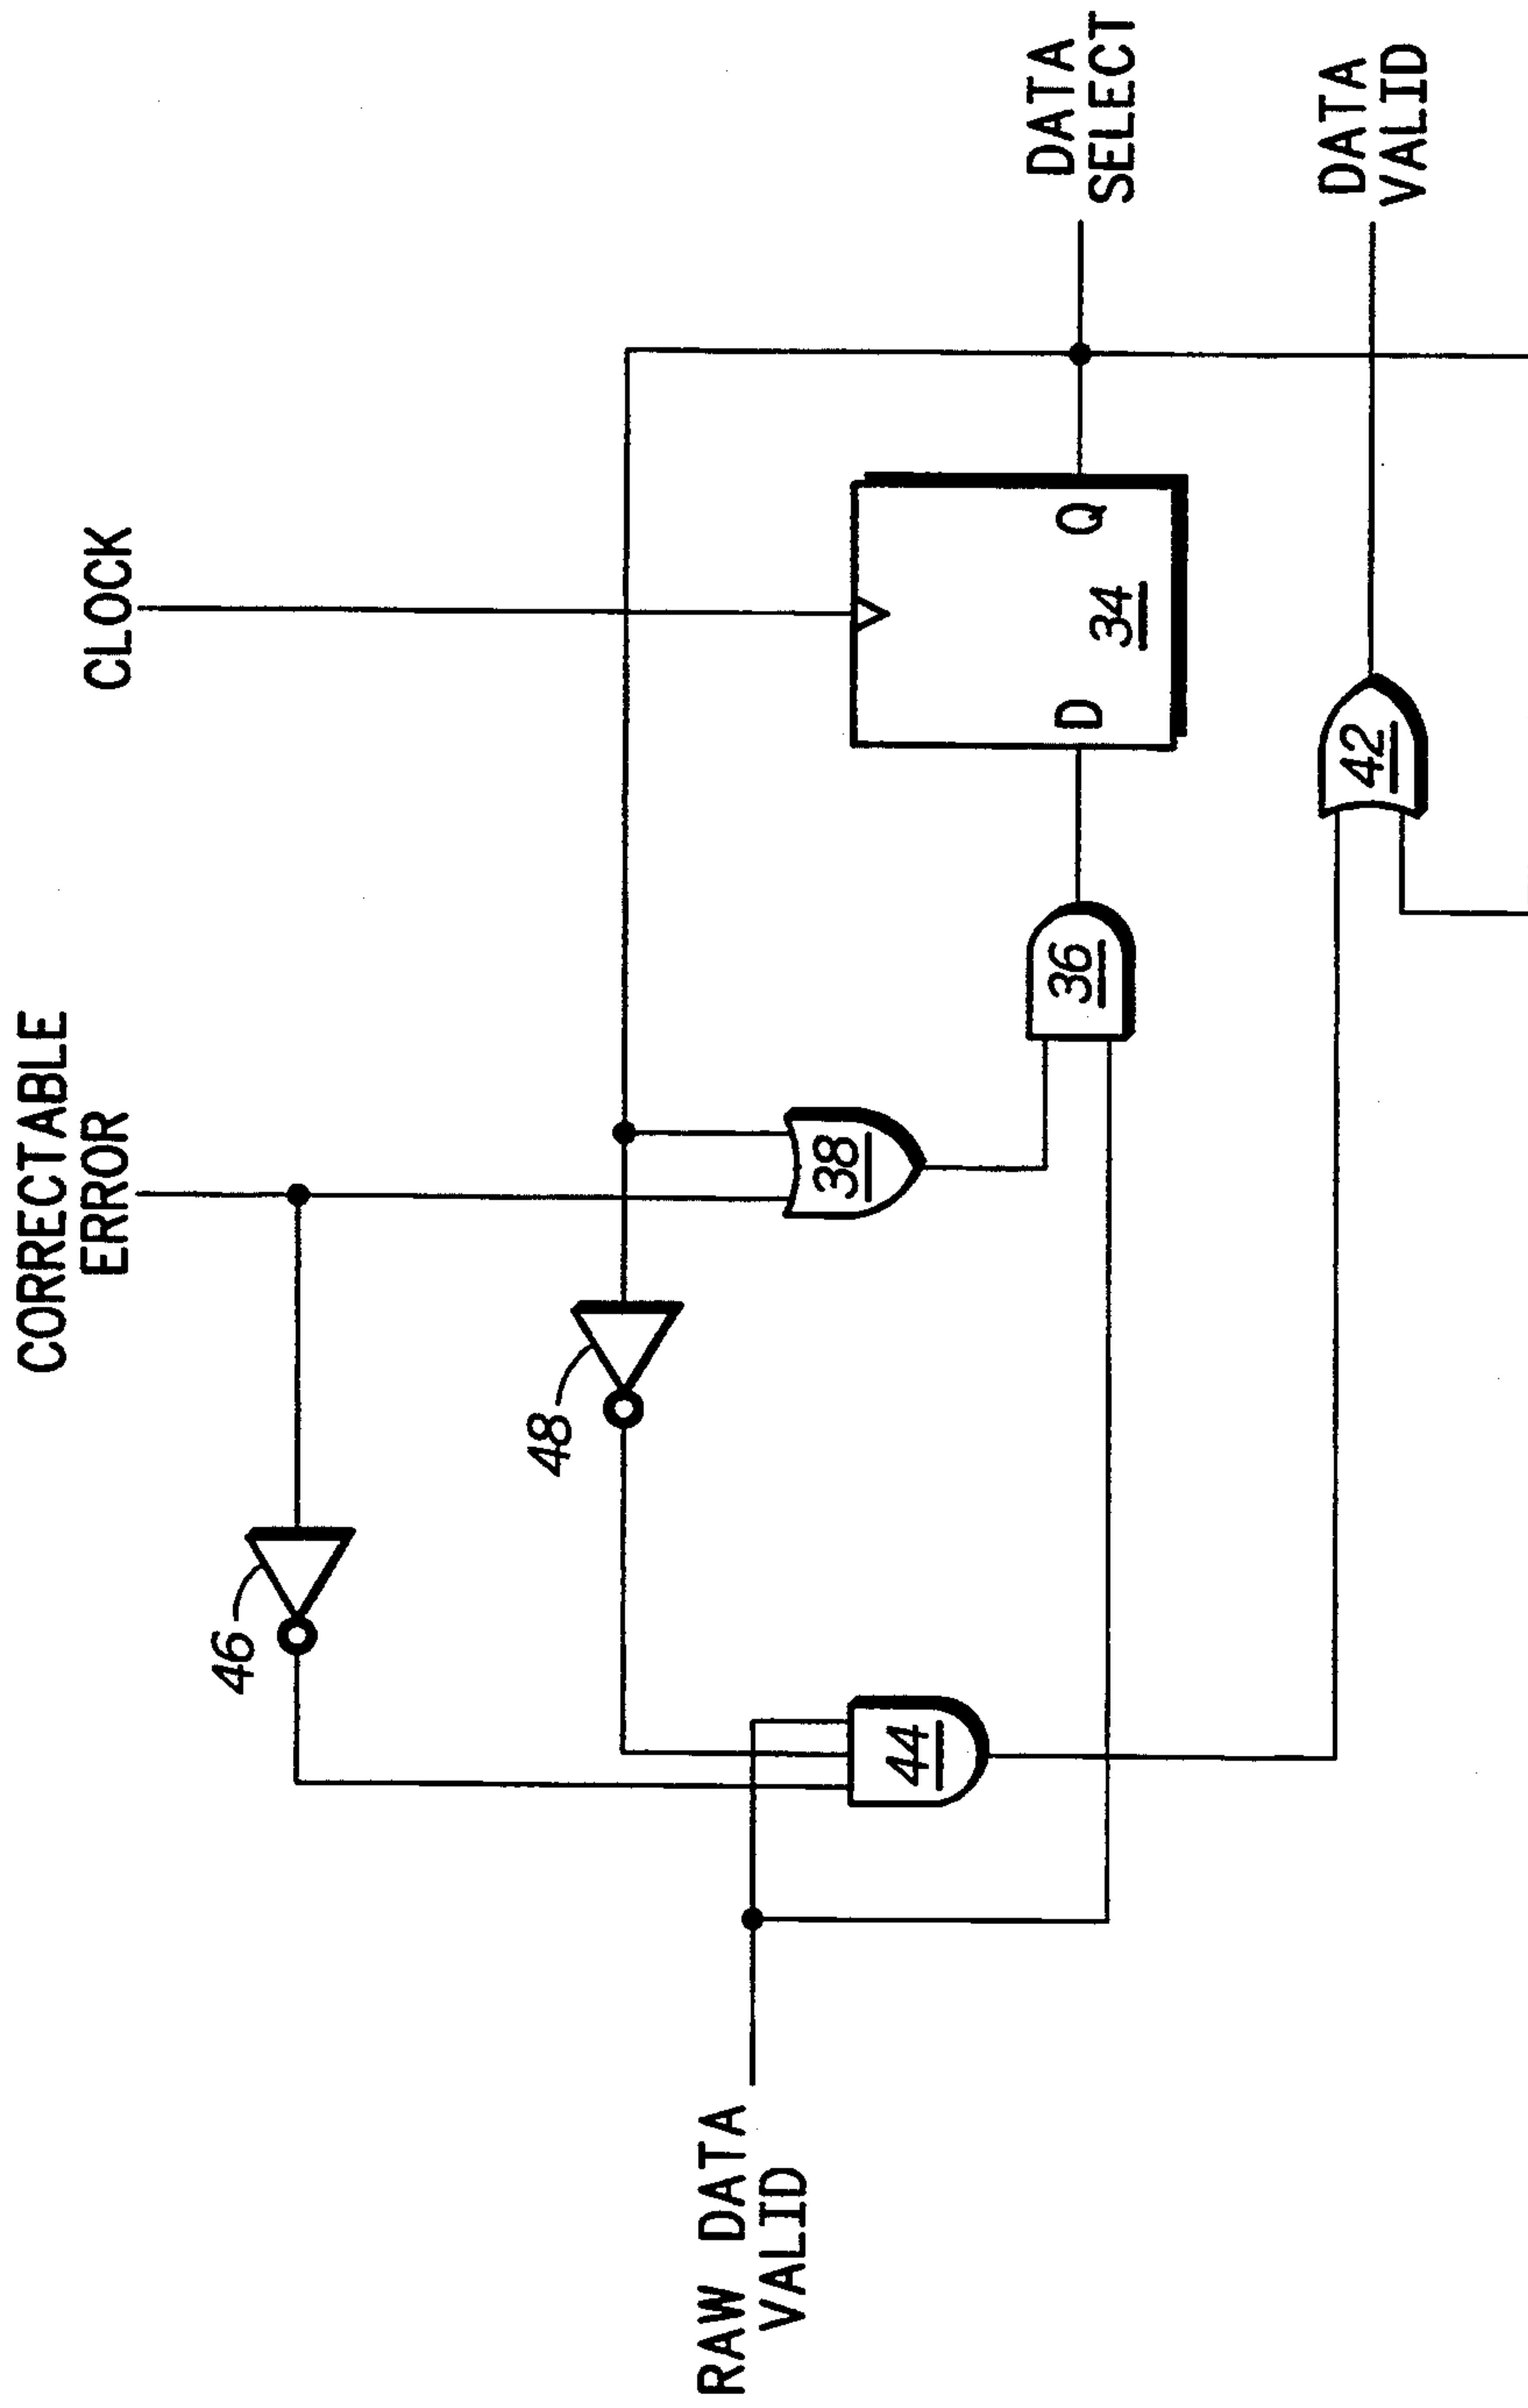 CORRECTABLE
ERROR
CLOCK
46
48
38
D
Q
34
DATA
SELECT
RAW DATA
VALID
44
36
42
DATA
VALID